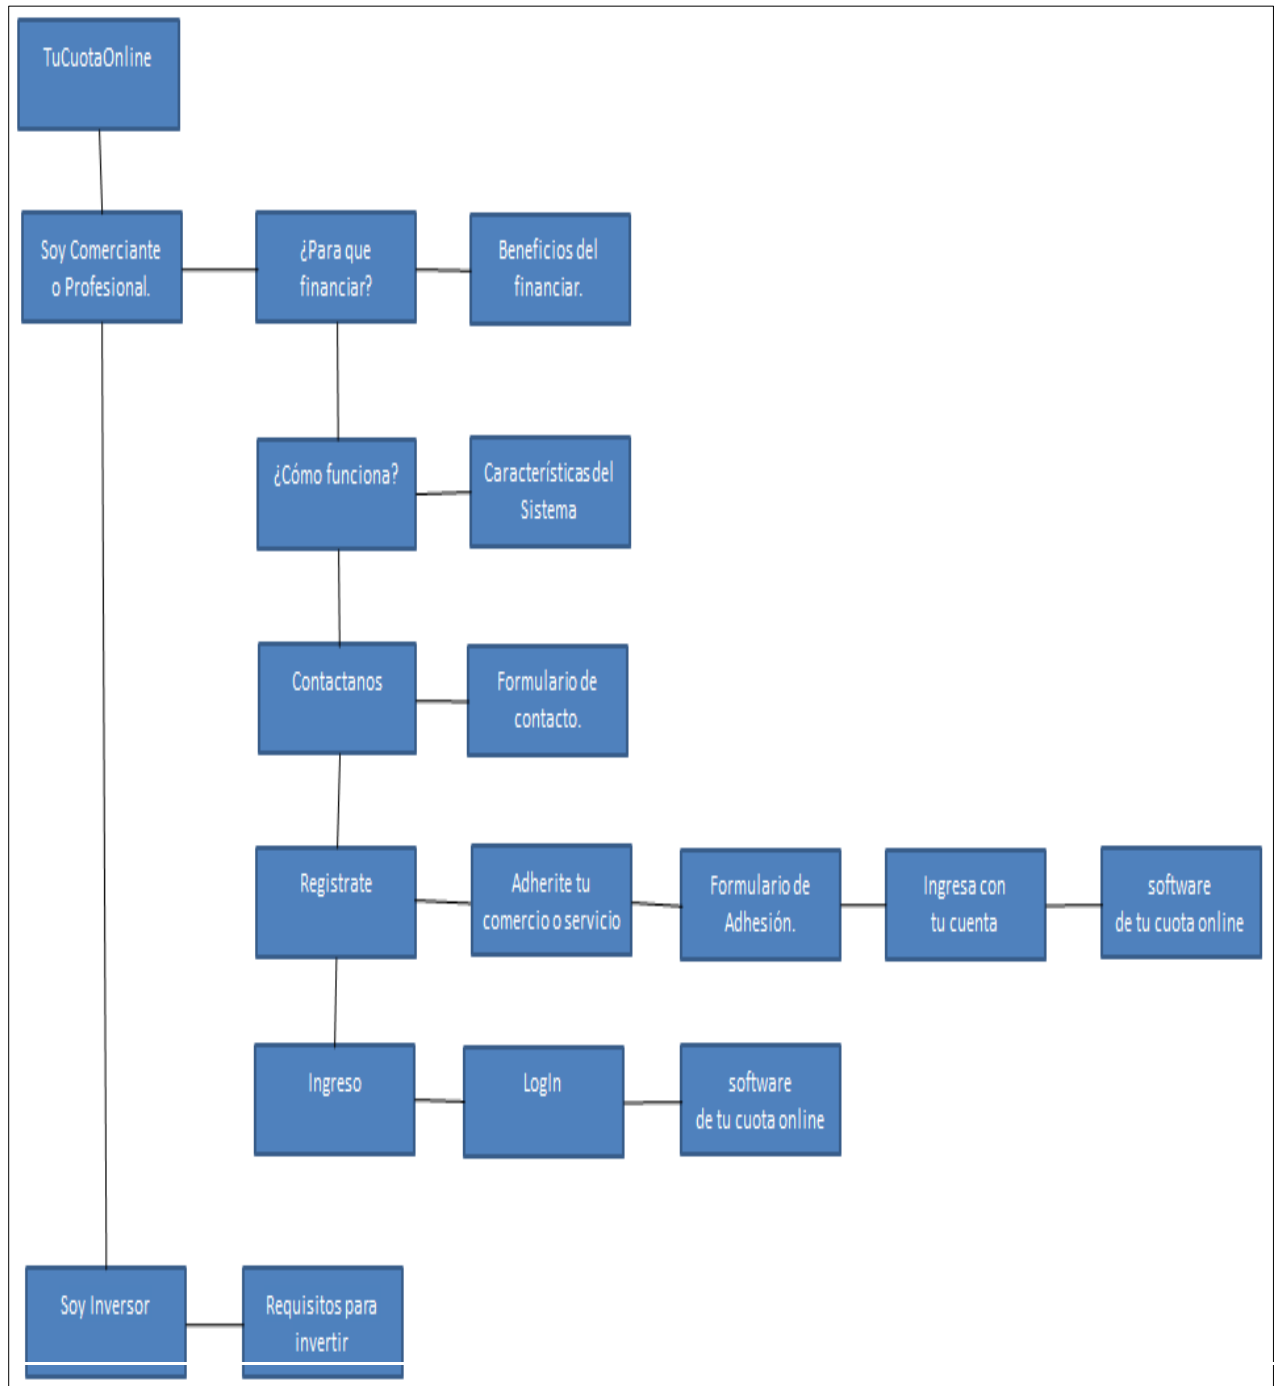 TuCuotaOnline
Soy Comerciante
o Profesional.
¿Para que
financiar?
Beneficios del
financiar.
¿Cómo funciona?
Característícas del
Sistema
Contactanos
Formulario de
contacto.
Registrate
Adherite tu
comercio o servicio
Formulario de
Adhesión.
Ingresa con
tu cuenta
software
de tu cuota online
Ingreso
LogIn
software
de tu cuota online
Soy Inversor
Requisitos para
invertir